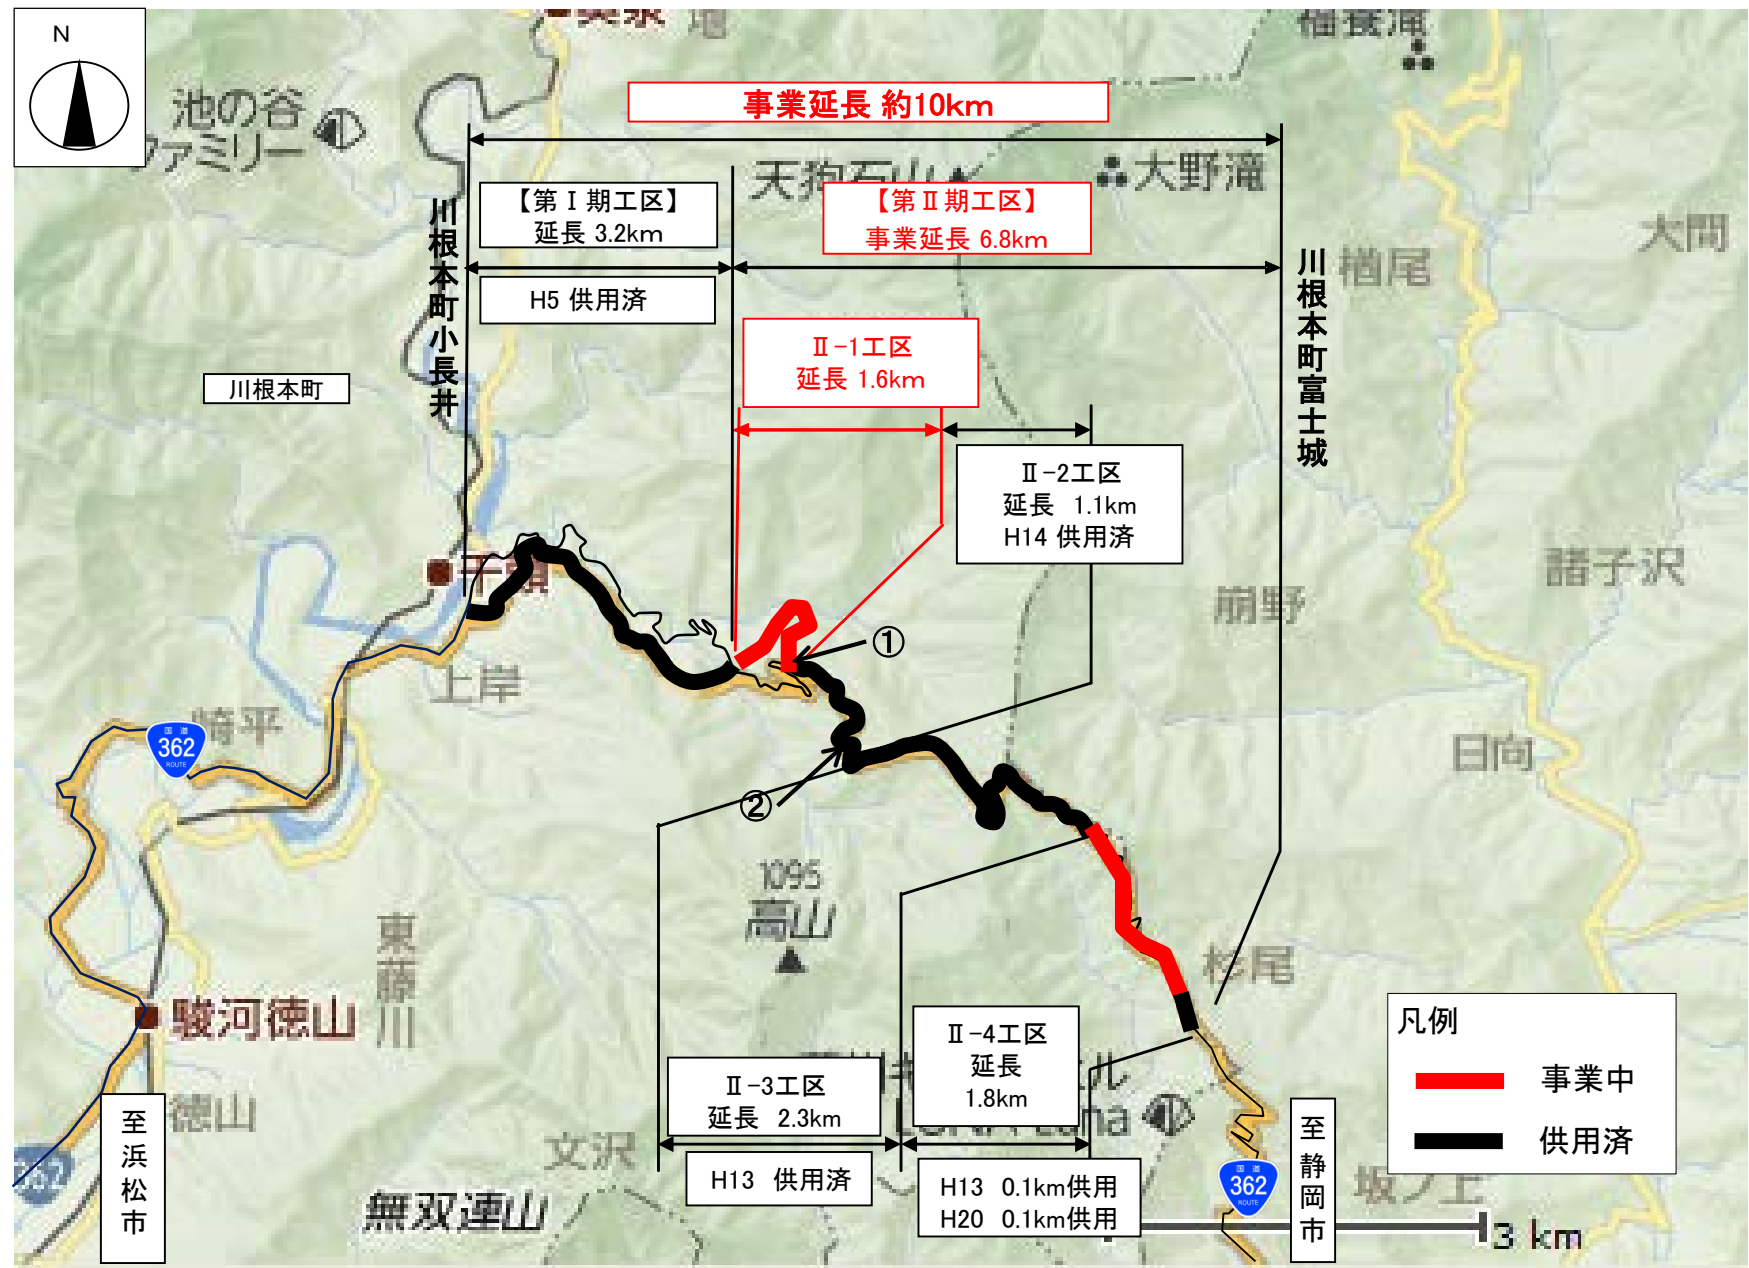 N
池の谷
ファミリー
事業延長 約10km
天狗石山
大野滝
大間
楢尾
【第Ⅰ期工区】
延長 3.2km
H5 供用済
【第Ⅱ期工区】
事業延長 6.8km
川根本町小長井
川根本町富士城
川根本町
Ⅱ-1工区
延長 1.6km
Ⅱ-2工区
延長 1.1km
H14 供用済
千頭
諸子沢
崩野
①
上岸
崎平
国道
362
ROUTE
日向
②
1095
高山
東藤川
杉尾
駿河徳山
徳山
凡例
事業中
供用済
Ⅱ-4工区
延長
1.8km
Ⅱ-3工区
延長 2.3km
H13 供用済
H13 0.1km供用
H20 0.1km供用
至浜松市
文沢
無双連山
至静岡市
国道
362
ROUTE
坂ノ上
362
3 km